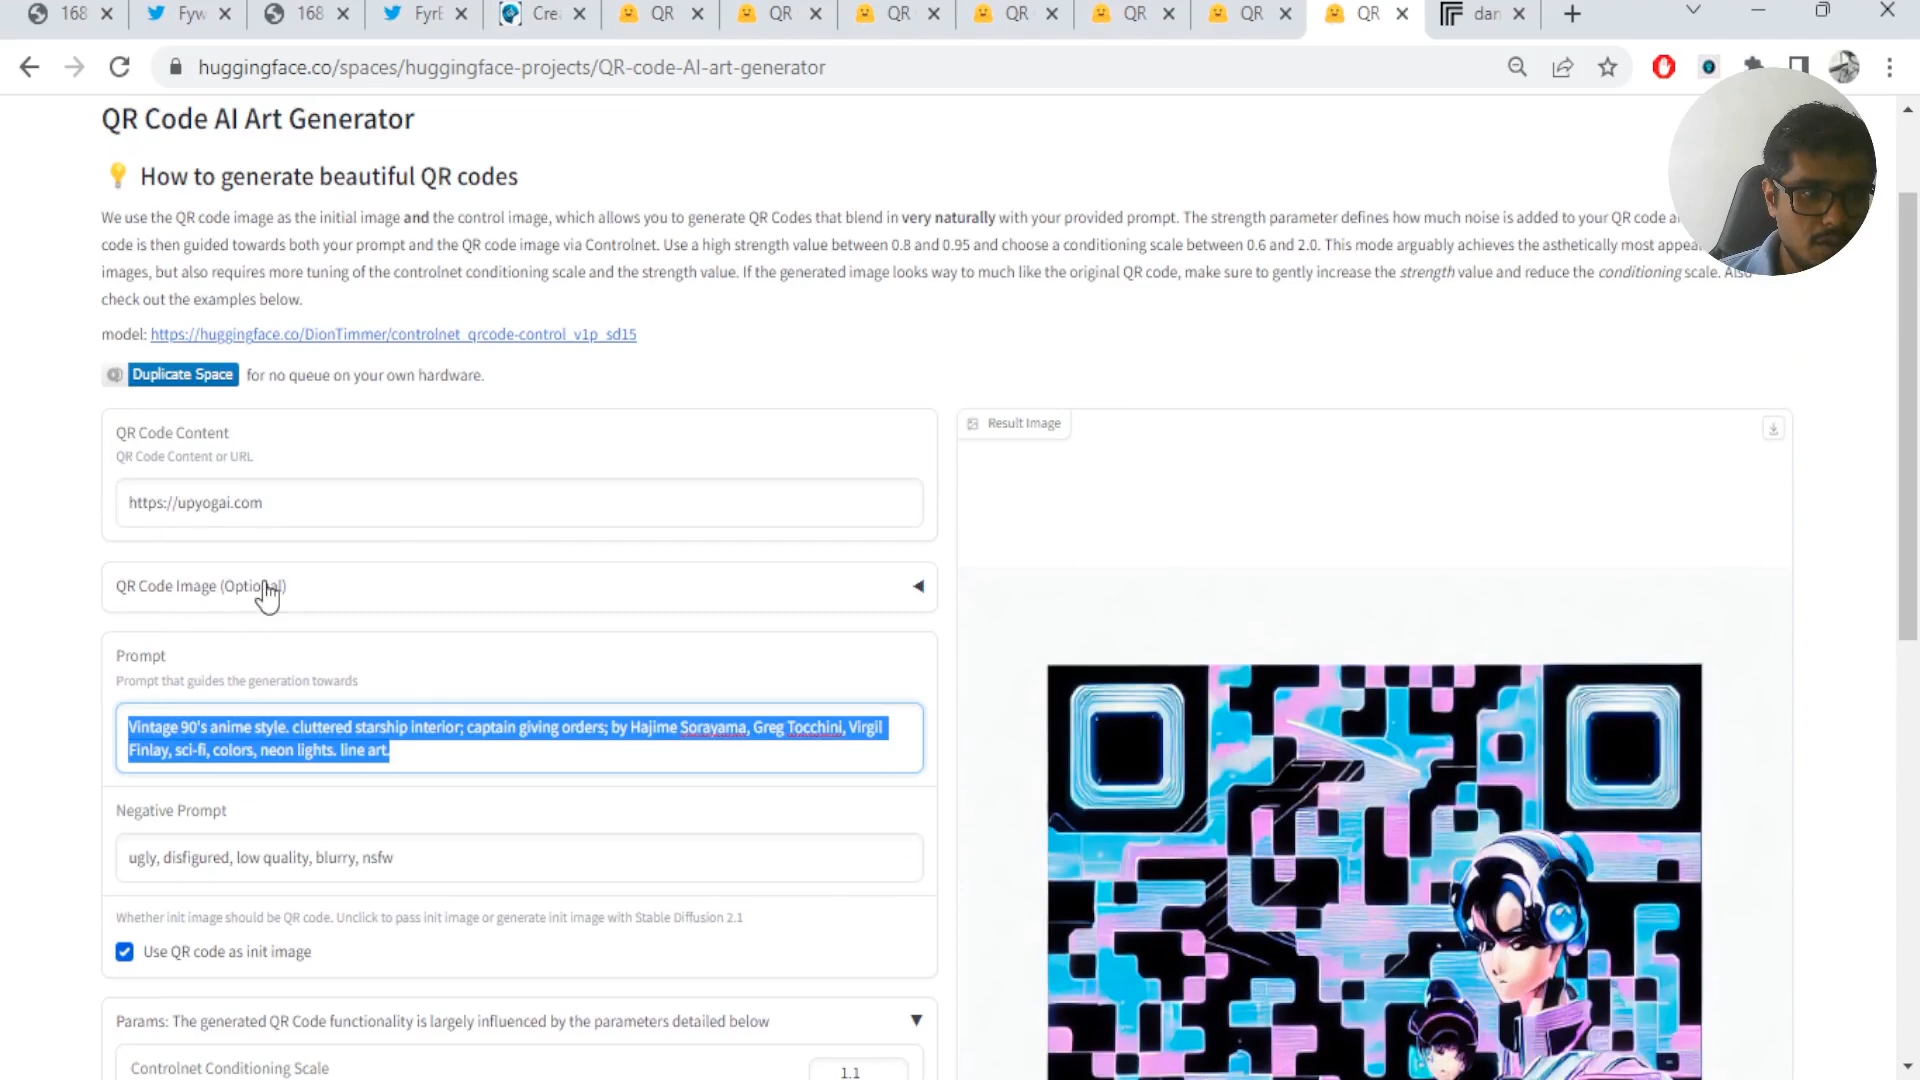 168
Fyw
168
FyrE
Cre
QR
QR
QR
QR
QR
QR
QR
dan
huggingface.co/spaces/huggingface-projects/QR-code-AI-art-generator
QR Code AI Art Generator
💡 How to generate beautiful QR codes
We use the QR code image as the initial image and the control image, which allows you to generate QR Codes that blend in very naturally with your provided prompt. The strength parameter defines how much noise is added to your QR code a
code is then guided towards both your prompt and the QR code image via Controlnet. Use a high strength value between 0.8 and 0.95 and choose a conditioning scale between 0.6 and 2.0. This mode arguably achieves the asthetically most appea
images, but also requires more tuning of the controlnet conditioning scale and the strength value. If the generated image looks way to much like the original QR code, make sure to gently increase the strength value and reduce the conditioning scale. Also
check out the examples below.
model: https://huggingface.co/DionTimmer/controlnet_qrcode-control_v1p_sd15
Duplicate Space for no queue on your own hardware.
QR Code Content
QR Code Content or URL
https://upyogai.com
QR Code Image (Optional)
Prompt
Prompt that guides the generation towards
Vintage 90's anime style. cluttered starship interior; captain giving orders; by Hajime Sorayama, Greg Tocchini, Virgil
Finlay, sci-fi, colors, neon lights. line art.
Negative Prompt
ugly, disfigured, low quality, blurry, nsfw
Whether init image should be QR code. Unclick to pass init image or generate init image with Stable Diffusion 2.1
Use QR code as init image
Params: The generated QR Code functionality is largely influenced by the parameters detailed below
Controlnet Conditioning Scale
1.1
Result Image